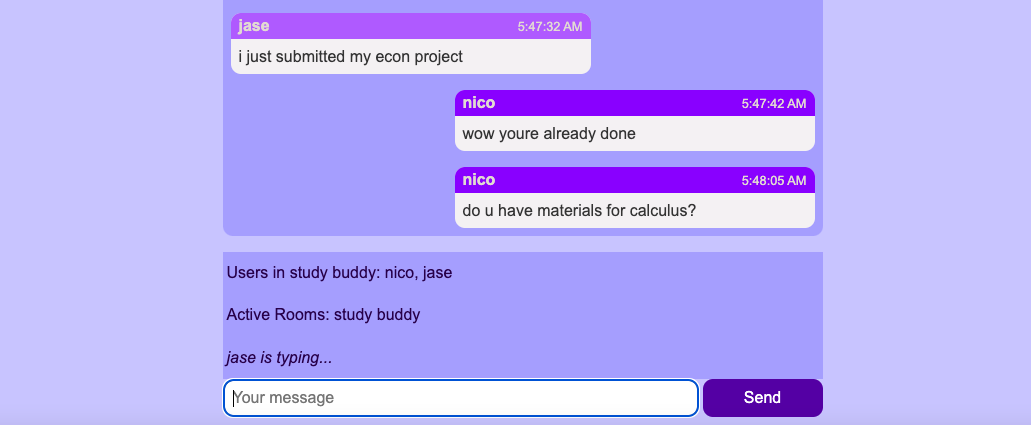 jase 5:47:32 AM
i just submitted my econ project
nico 5:47:42 AM
wow youre already done
nico 5:48:05 AM
do u have materials for calculus?
Users in study buddy: nico, jase
Active Rooms: study buddy
jase is typing...
Your message Send